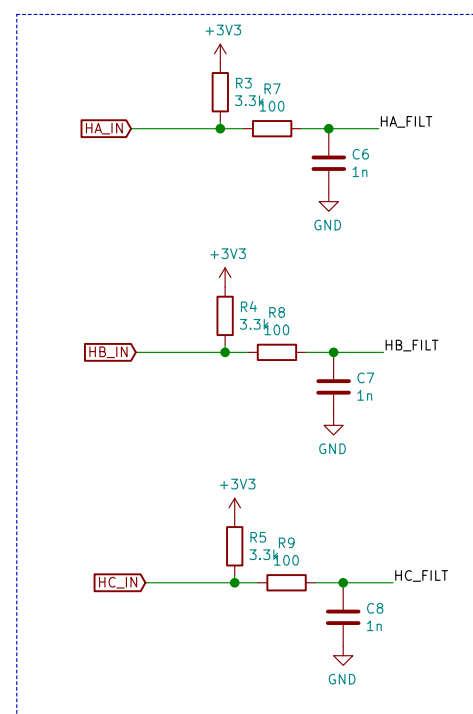 +3V3
R3
3.3k
R7
100
HA_IN
HA_FILT
C6
1n
GND
+3V3
R4
3.3k
R8
100
HB_IN
HB_FILT
C7
1n
GND
+3V3
R5
3.3k
R9
100
HC_IN
HC_FILT
C8
1n
GND